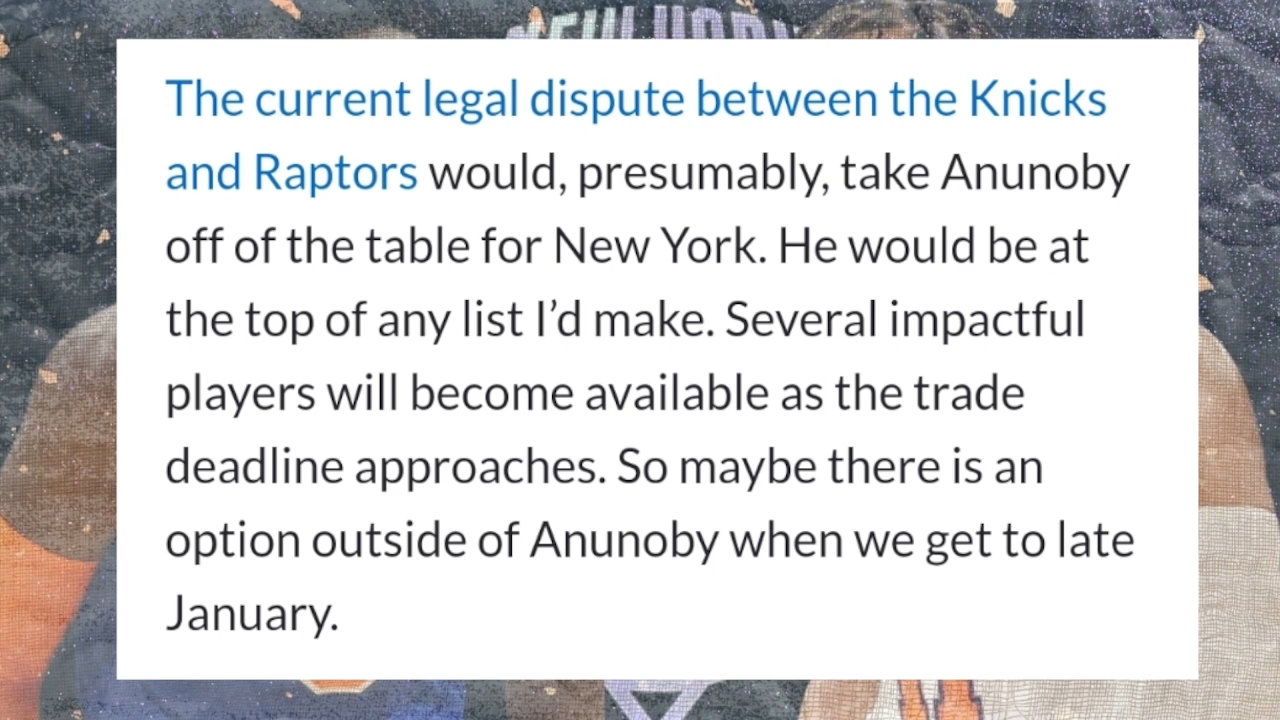 The current legal dispute between the Knicks
and Raptors would, presumably, take Anunoby
off of the table for New York. He would be at
the top of any list I’d make. Several impactful
players will become available as the trade
deadline approaches. So maybe there is an
option outside of Anunoby when we get to late
January.